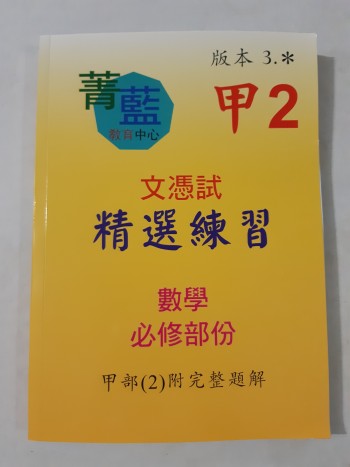 版本 3.*
菁藍
教育中心
甲2
文憑試
精選練習
數學
必修部份
甲部(2)附完整題解